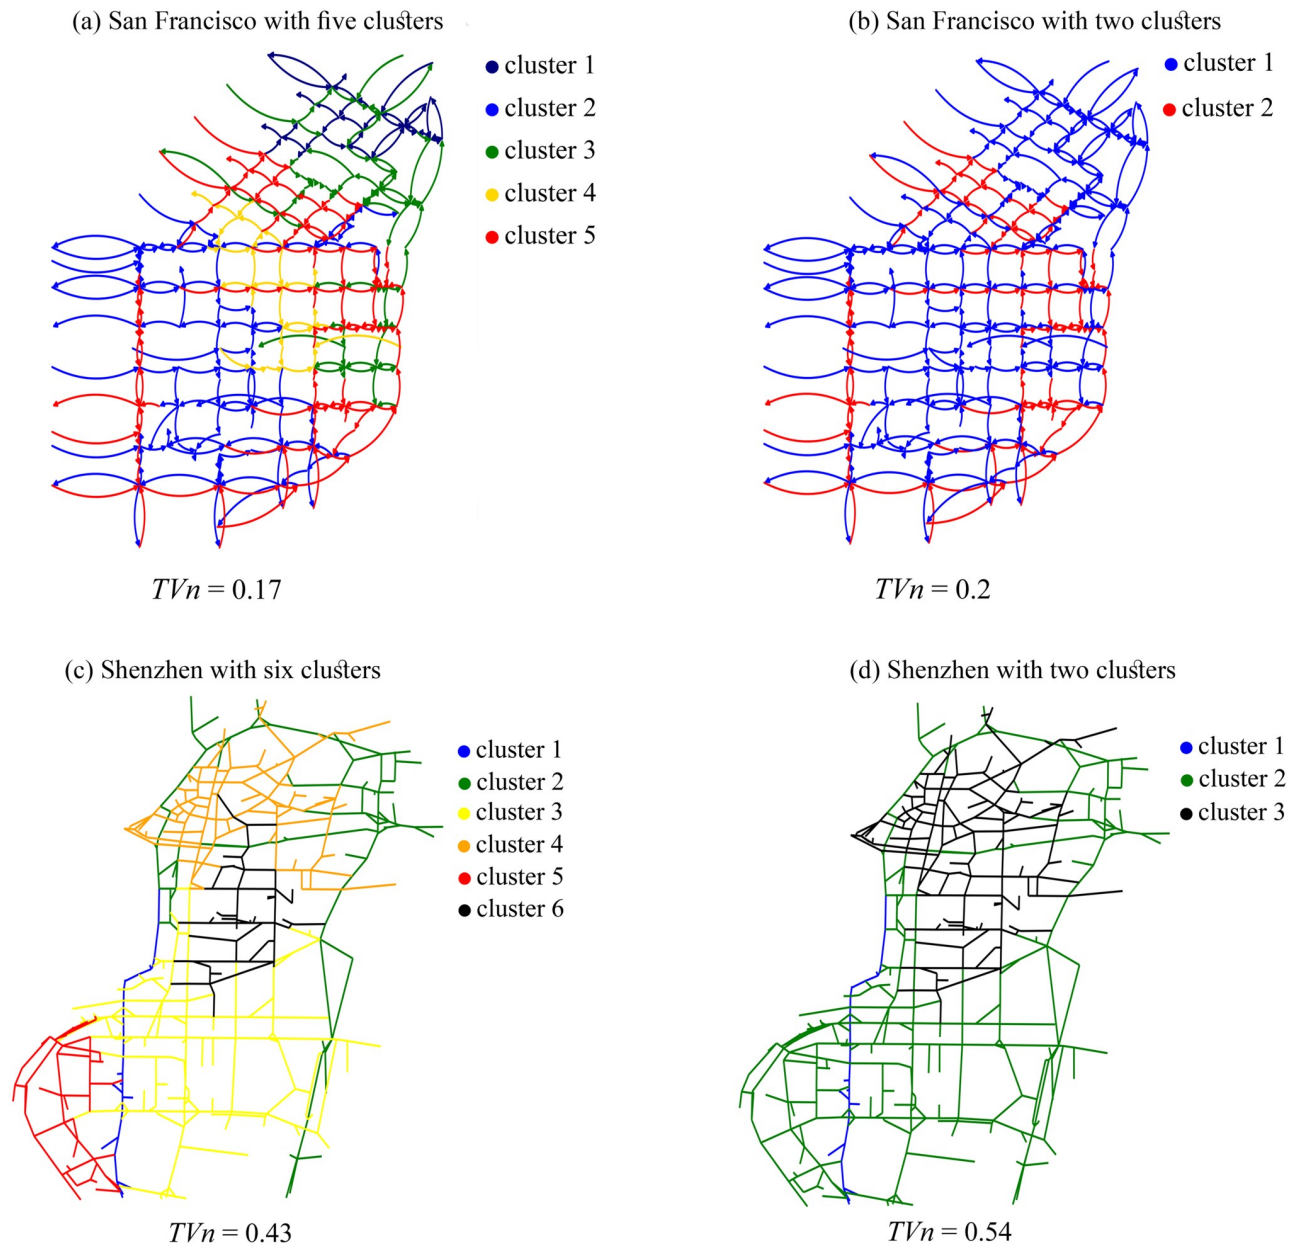 (a) San Francisco with five clusters
cluster 1
cluster 2
cluster 3
cluster 4
cluster 5
TVn = 0.17
(b) San Francisco with two clusters
cluster 1
cluster 2
TVn = 0.2
(c) Shenzhen with six clusters
cluster 1
cluster 2
cluster 3
cluster 4
cluster 5
cluster 6
TVn = 0.43
(d) Shenzhen with two clusters
cluster 1
cluster 2
cluster 3
TVn = 0.54